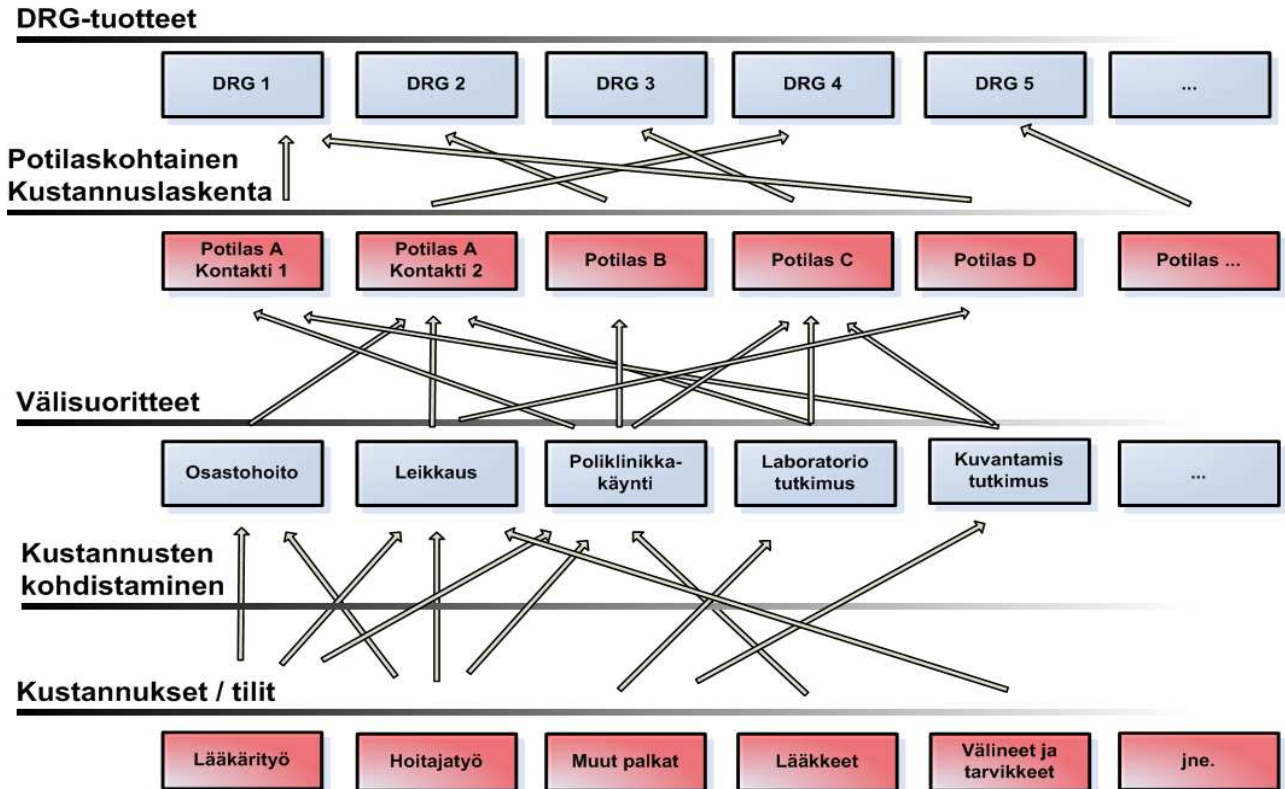 DRG-tuotteet
DRG 1
DRG 2
DRG 3
DRG 4
DRG 5
...
Potilaskohtainen
Kustannuslaskenta
Potilas A
Kontakti 1
Potilas A
Kontakti 2
Potilas B
Potilas C
Potilas D
Potilas ...
Välisuoritteet
Osastohoito
Leikkaus
Poliklinikka-
käynti
Laboratorio
tutkimus
Kuvantamis
tutkimus
...
Kustannusten
kohdistaminen
Kustannukset / tilit
Lääkärityö
Hoitajatyö
Muut palkat
Lääkkeet
Välineet ja
tarvikkeet
jne.